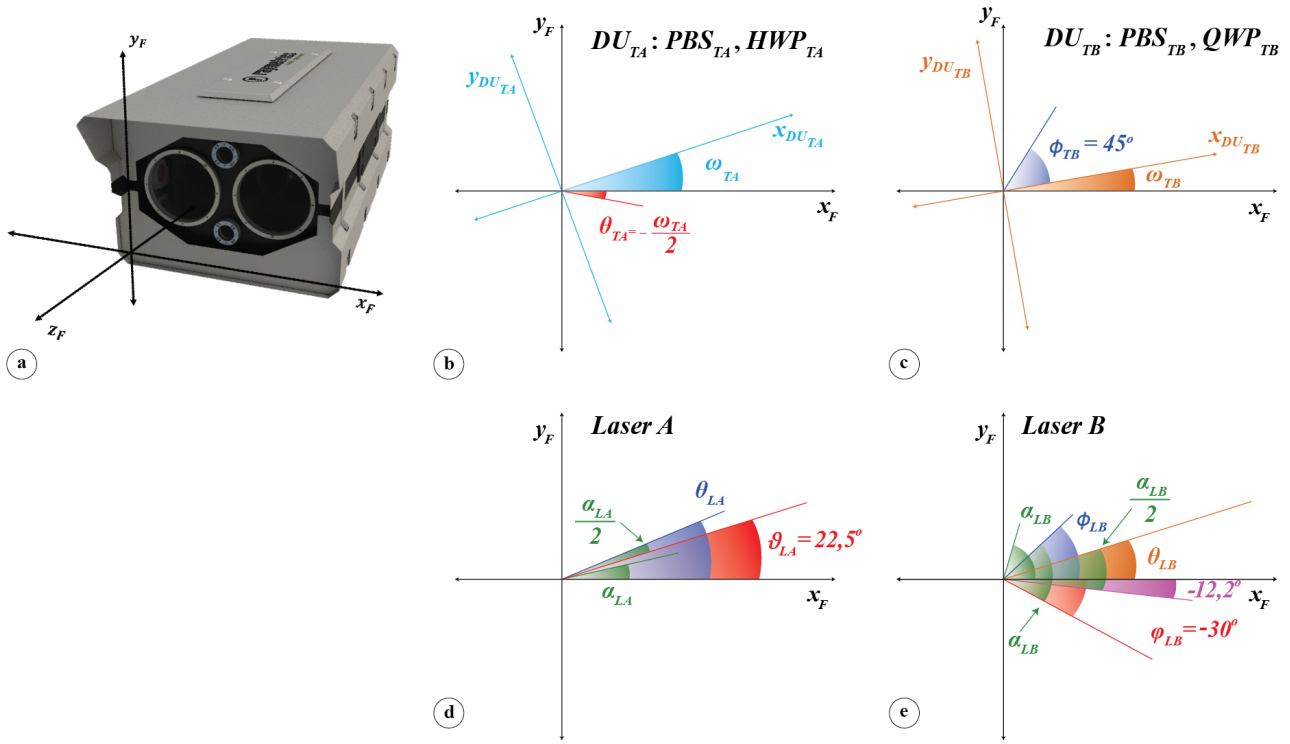 y_F
Raymetrics
x_F
z_F
a
y_F
DU_TA : PBS_TA , HWP_TA
y_DU_TA
x_DU_TA
ω_TA
x_F
θ_TA = - ω_TA / 2
b
y_F
DU_TB : PBS_TB , QWP_TB
y_DU_TB
ϕ_TB = 45°
x_DU_TB
ω_TB
x_F
c
y_F
Laser A
α_LA / 2
θ_LA
ϑ_LA = 22,5°
α_LA
x_F
d
y_F
Laser B
α_LB
ϕ_LB
α_LB / 2
θ_LB
-12,2°
x_F
α_LB
φ_LB = -30°
e